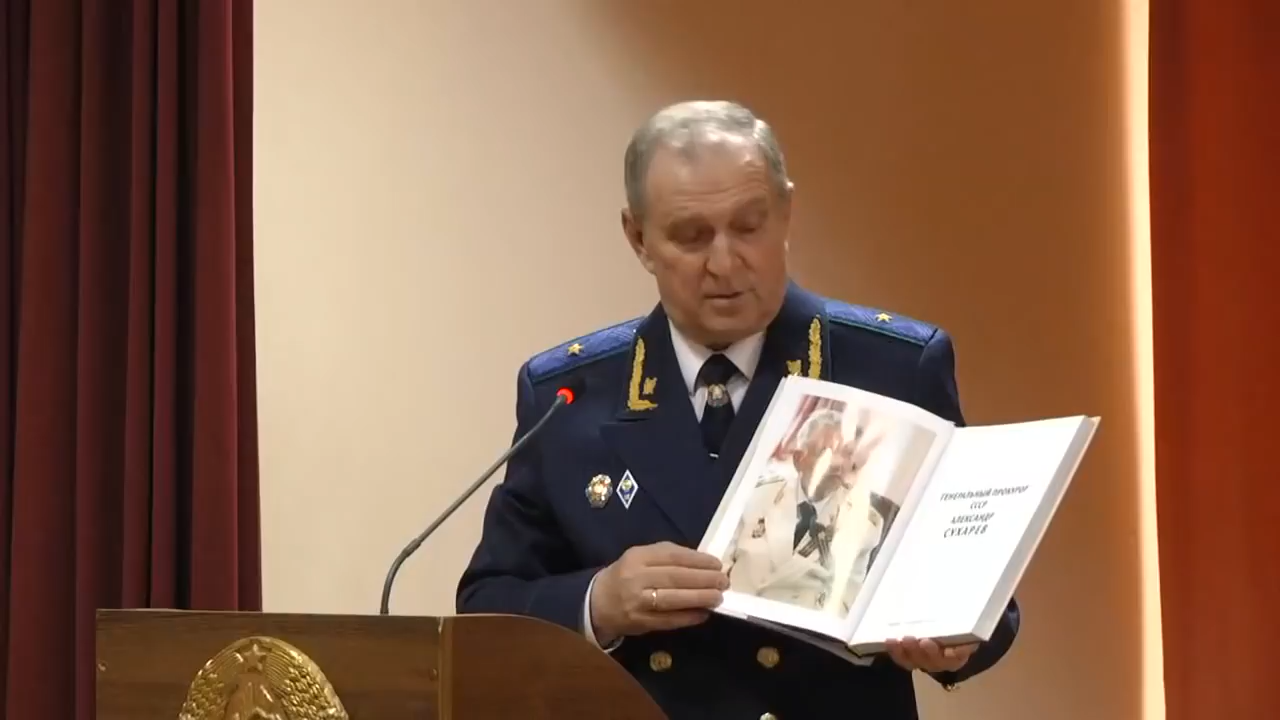 ГЕНЕРАЛЬНЫЙ ПРОКУРОР
СССР
АЛЕКСАНДР
СУХАРЕВ